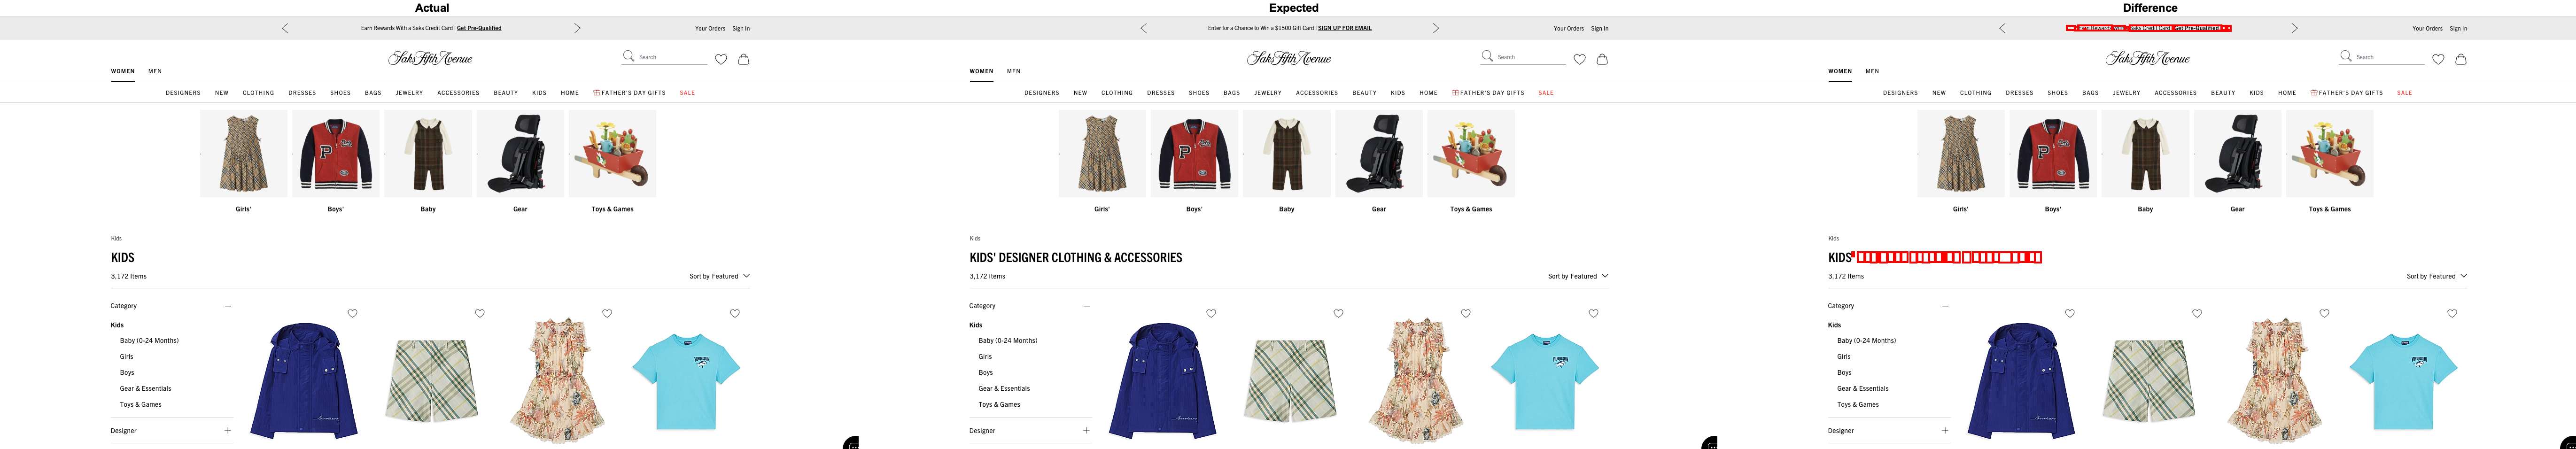 Actual
Earn Rewards With a Saks Credit Card | Get Pre-Qualified
Your Orders Sign In
Saks Fifth Avenue
Search
WOMEN MEN
DESIGNERS NEW CLOTHING DRESSES SHOES BAGS JEWELRY ACCESSORIES BEAUTY KIDS HOME FATHER'S DAY GIFTS SALE
P
Girls' Boys' Baby Gear Toys & Games
Kids
KIDS
3,172 Items Sort by Featured
Category
Kids
Baby (0-24 Months)
Girls
Boys
Gear & Essentials
Toys & Games
Designer
Expected
Enter for a Chance to Win a $1500 Gift Card | SIGN UP FOR EMAIL
Your Orders Sign In
Saks Fifth Avenue
Search
WOMEN MEN
DESIGNERS NEW CLOTHING DRESSES SHOES BAGS JEWELRY ACCESSORIES BEAUTY KIDS HOME FATHER'S DAY GIFTS SALE
P
Girls' Boys' Baby Gear Toys & Games
Kids
KIDS' DESIGNER CLOTHING & ACCESSORIES
3,172 Items Sort by Featured
Category
Kids
Baby (0-24 Months)
Girls
Boys
Gear & Essentials
Toys & Games
Designer
Difference
Your Orders Sign In
Saks Fifth Avenue
Search
WOMEN MEN
DESIGNERS NEW CLOTHING DRESSES SHOES BAGS JEWELRY ACCESSORIES BEAUTY KIDS HOME FATHER'S DAY GIFTS SALE
P
Girls' Boys' Baby Gear Toys & Games
Kids
KIDS
3,172 Items Sort by Featured
Category
Kids
Baby (0-24 Months)
Girls
Boys
Gear & Essentials
Toys & Games
Designer